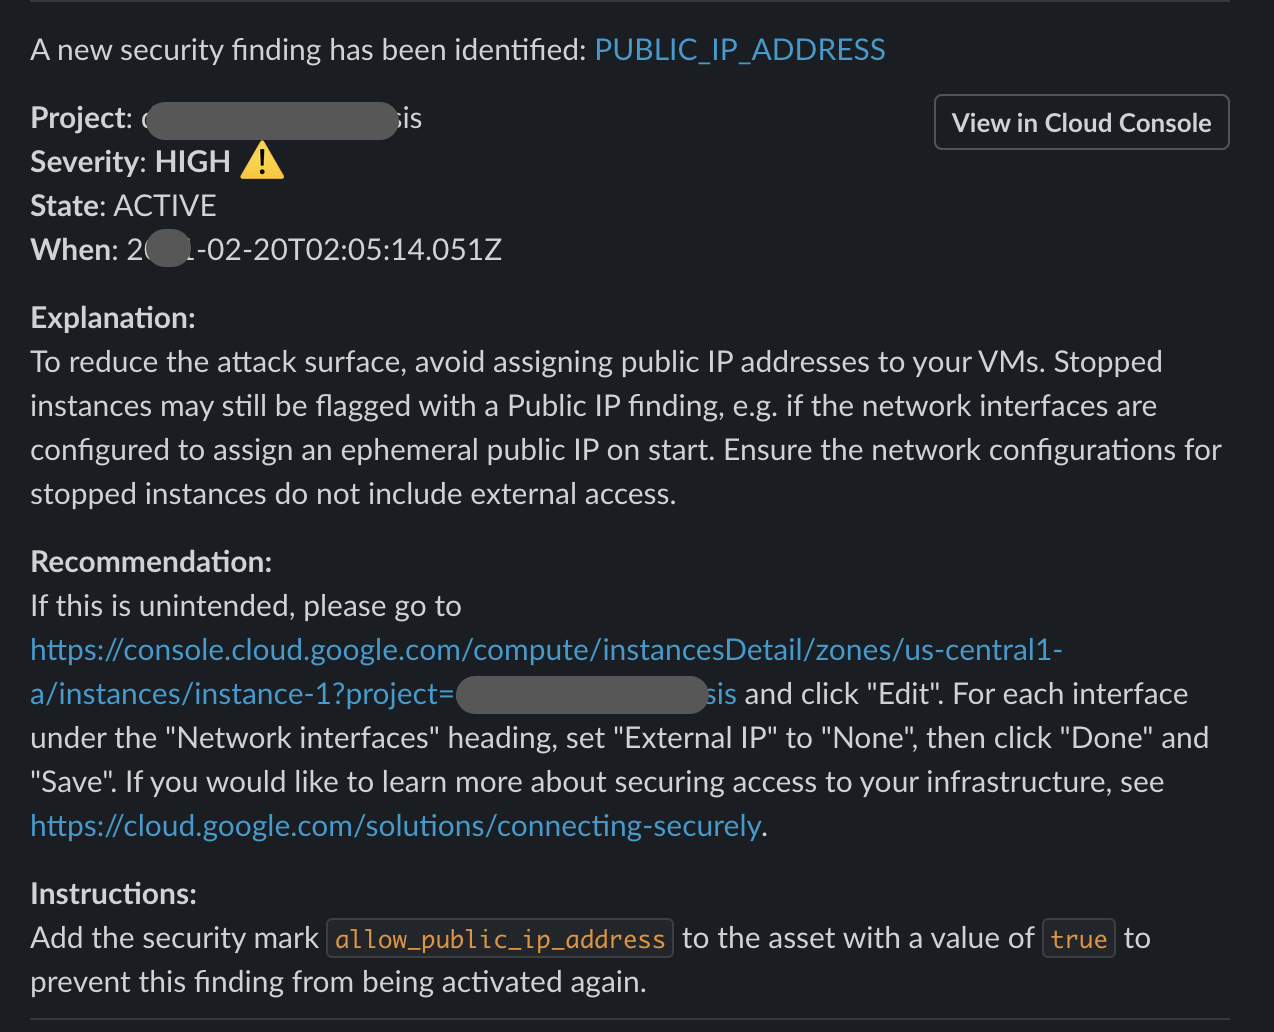 A new security finding has been identified: PUBLIC_IP_ADDRESS
View in Cloud Console
Project: sis
Severity: HIGH
State: ACTIVE
When: 2 1-02-20T02:05:14.051Z
Explanation:
To reduce the attack surface, avoid assigning public IP addresses to your VMs. Stopped
instances may still be flagged with a Public IP finding, e.g. if the network interfaces are
configured to assign an ephemeral public IP on start. Ensure the network configurations for
stopped instances do not include external access.
Recommendation:
If this is unintended, please go to
https://console.cloud.google.com/compute/instancesDetail/zones/us-central1-
a/instances/instance-1?project= sis and click "Edit". For each interface
under the "Network interfaces" heading, set "External IP" to "None", then click "Done" and
"Save". If you would like to learn more about securing access to your infrastructure, see
https://cloud.google.com/solutions/connecting-securely.
Instructions:
Add the security mark allow_public_ip_address to the asset with a value of true to
prevent this finding from being activated again.